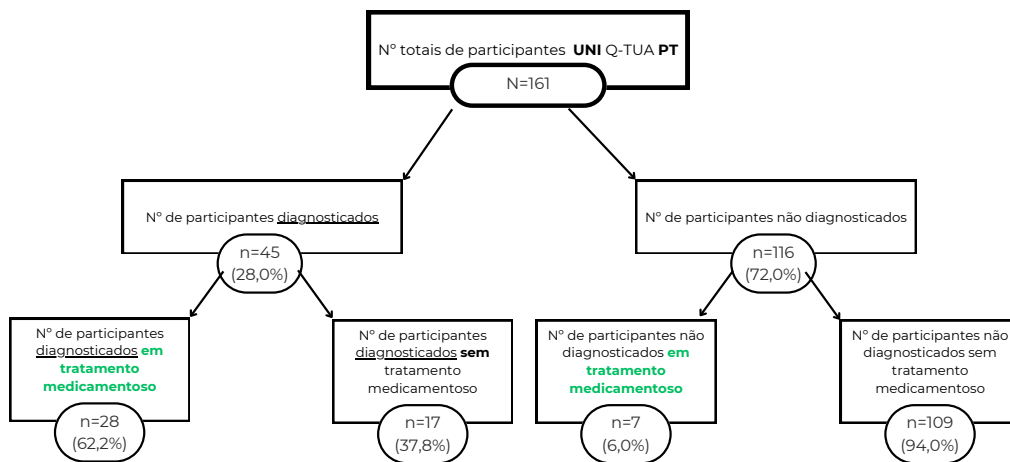 Nº totais de participantes UNI Q-TUA PT
N=161
Nº de participantes diagnosticados
n=45
(28,0%)
Nº de participantes não diagnosticados
n=116
(72,0%)
Nº de participantes
diagnosticados em
tratamento
medicamentoso
n=28
(62,2%)
Nº de participantes
diagnosticados sem
tratamento
medicamentoso
n=17
(37,8%)
Nº de participantes não
diagnosticados em
tratamento
medicamentoso
n=7
(6,0%)
Nº de participantes não
diagnosticados sem
tratamento
medicamentoso
n=109
(94,0%)